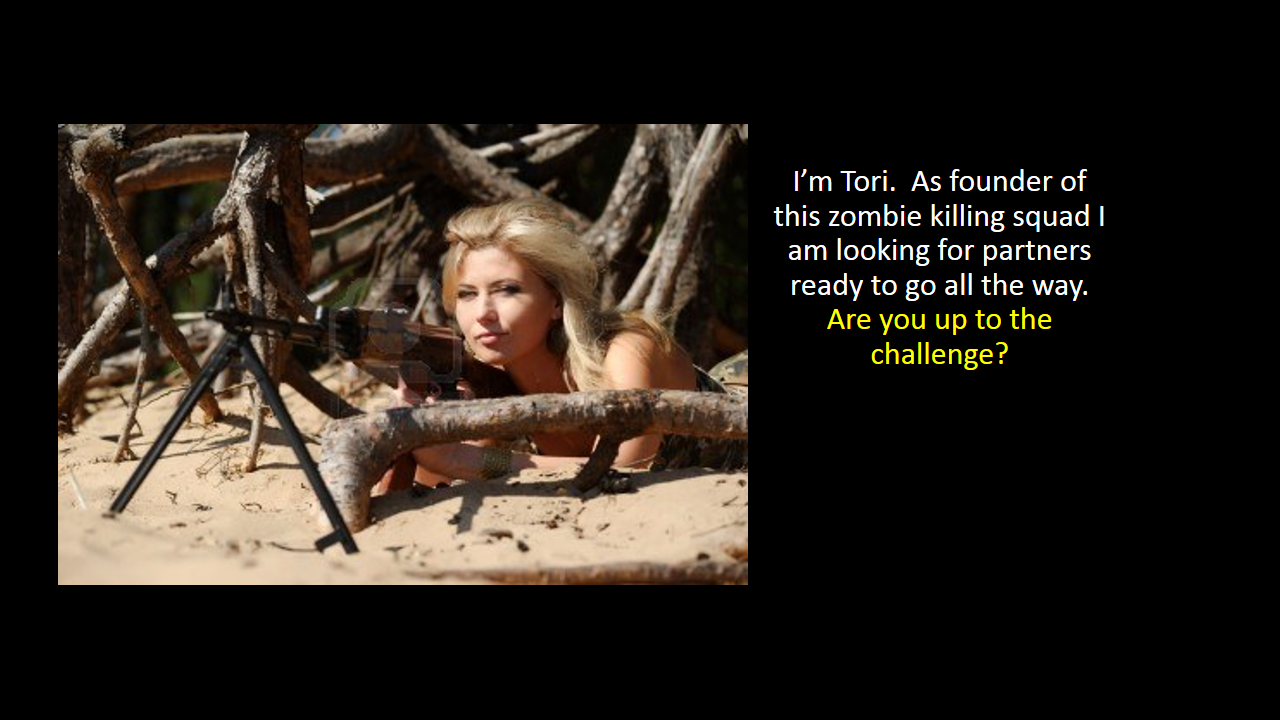 I’m Tori.  As founder of
this zombie killing squad I
am looking for partners
ready to go all the way.
Are you up to the
challenge?